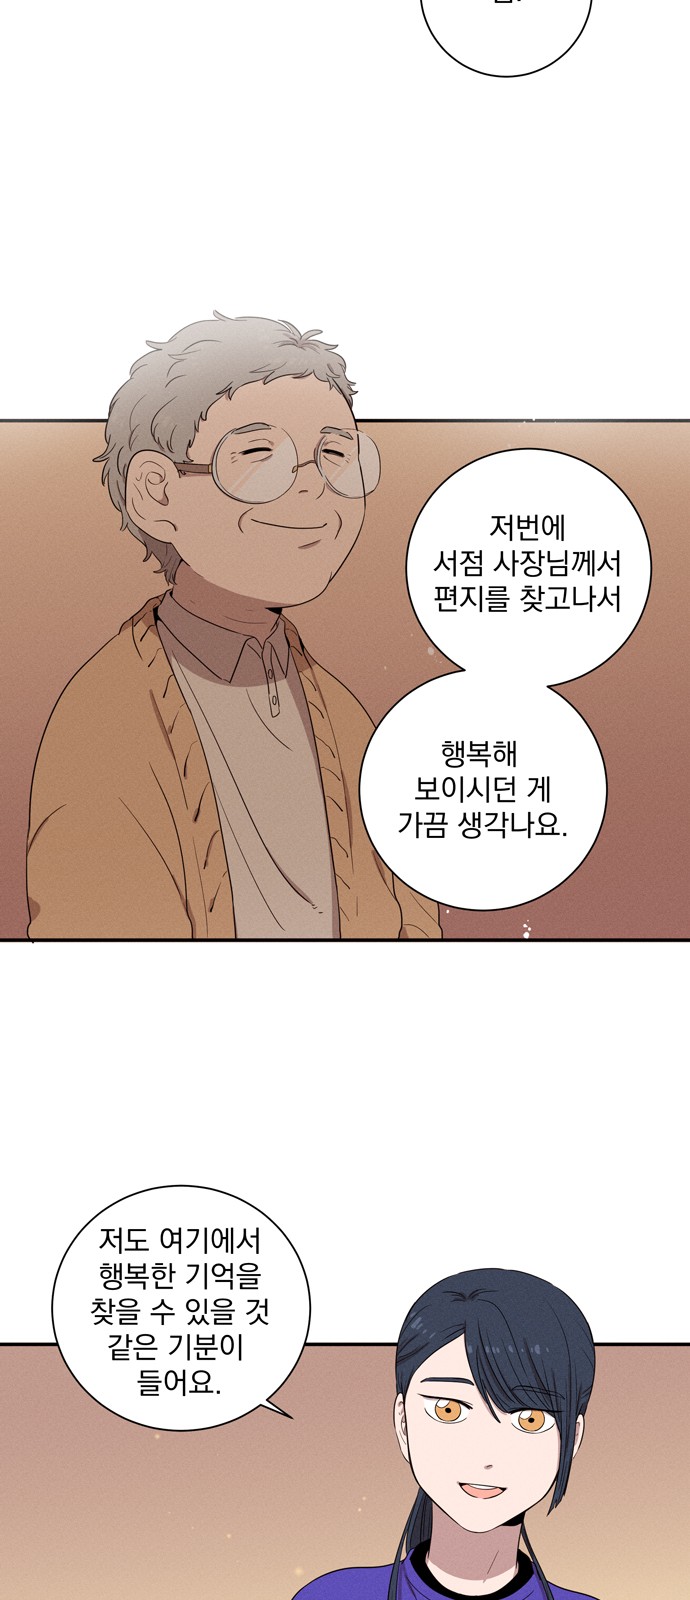 저번에
서점 사장님께서
편지를 찾고나서
행복해
보이시던 게
가끔 생각나요.
저도 여기에서
행복한 기억을
찾을 수 있을 것
같은 기분이
들어요.